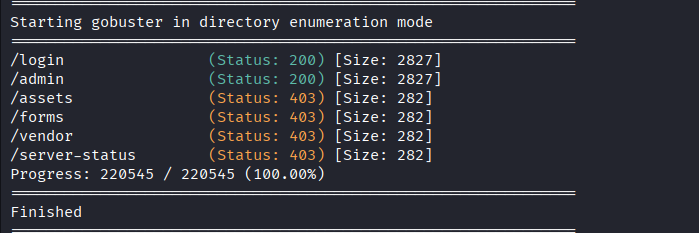 ===============================================================
Starting gobuster in directory enumeration mode
===============================================================
/login                (Status: 200) [Size: 2827]
/admin                (Status: 200) [Size: 2827]
/assets               (Status: 403) [Size: 282]
/forms                (Status: 403) [Size: 282]
/vendor               (Status: 403) [Size: 282]
/server-status        (Status: 403) [Size: 282]
Progress: 220545 / 220545 (100.00%)
===============================================================
Finished
===============================================================